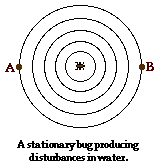 A B
A stationary bug producing
disturbances in water.